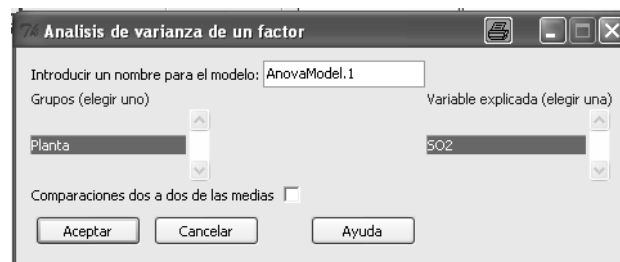 Analisis de varianza de un factor
Introducir un nombre para el modelo: AnovaModel.1
Grupos (elegir uno) Variable explicada (elegir una)
Planta SO2
Comparaciones dos a dos de las medias
Aceptar Cancelar Ayuda